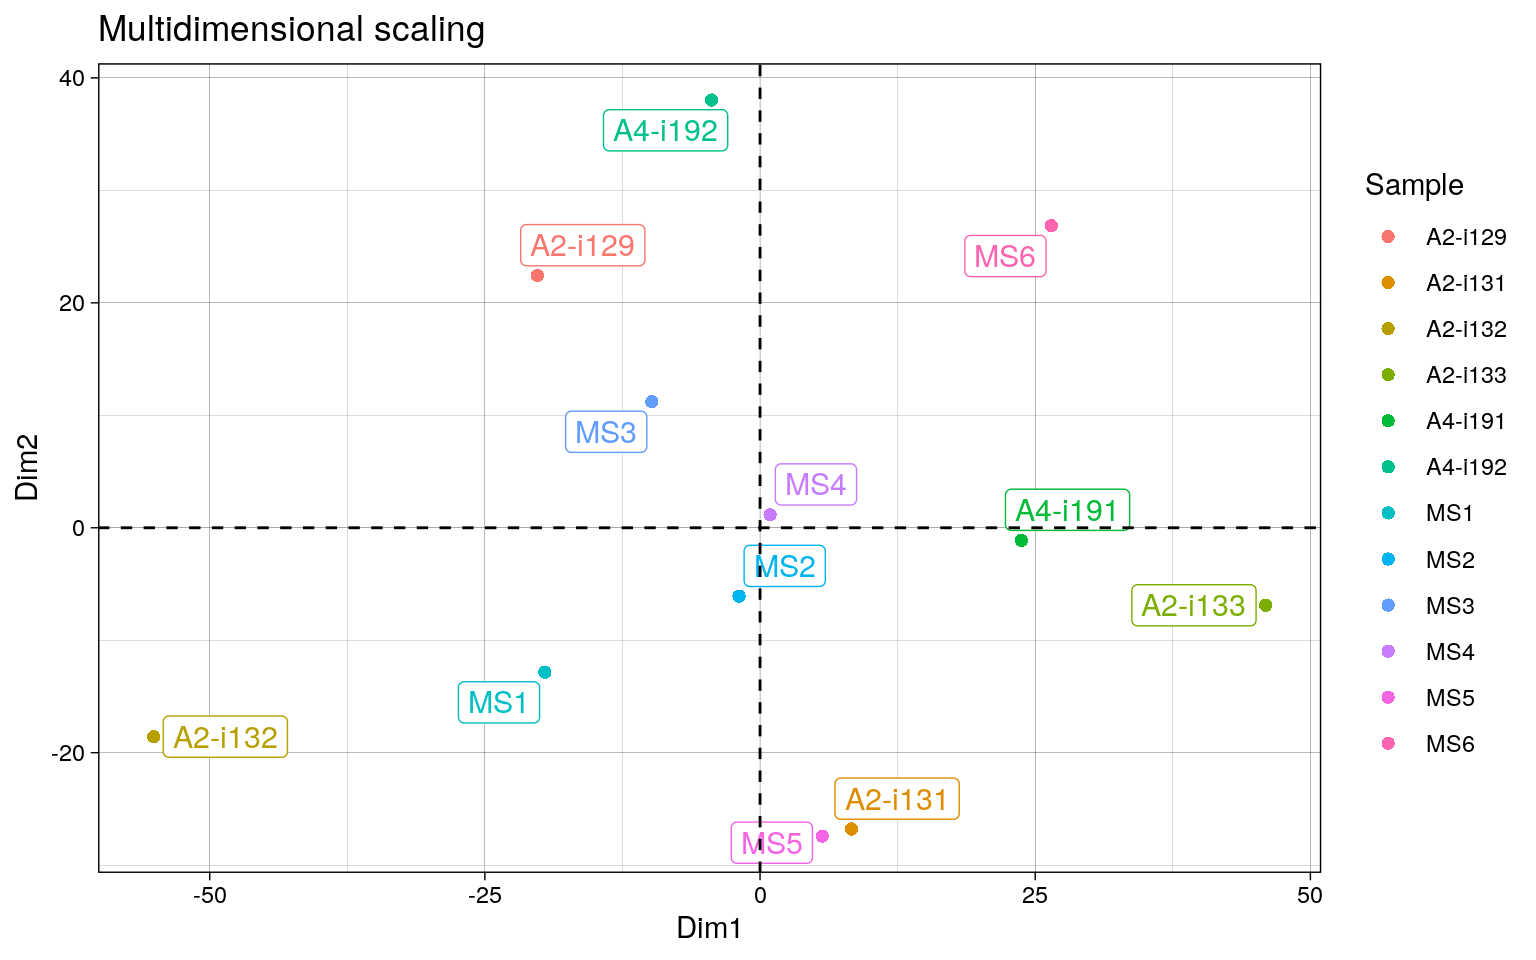 Multidimensional scaling
40
20
0
-20
Dim2
A4-i192
A2-i129
MS6
MS3
MS4
A4-i191
MS2
A2-i133
MS1
A2-i132
A2-i131
MS5
-50
-25
0
25
50
Dim1
Sample
A2-i129
A2-i131
A2-i132
A2-i133
A4-i191
A4-i192
MS1
MS2
MS3
MS4
MS5
MS6